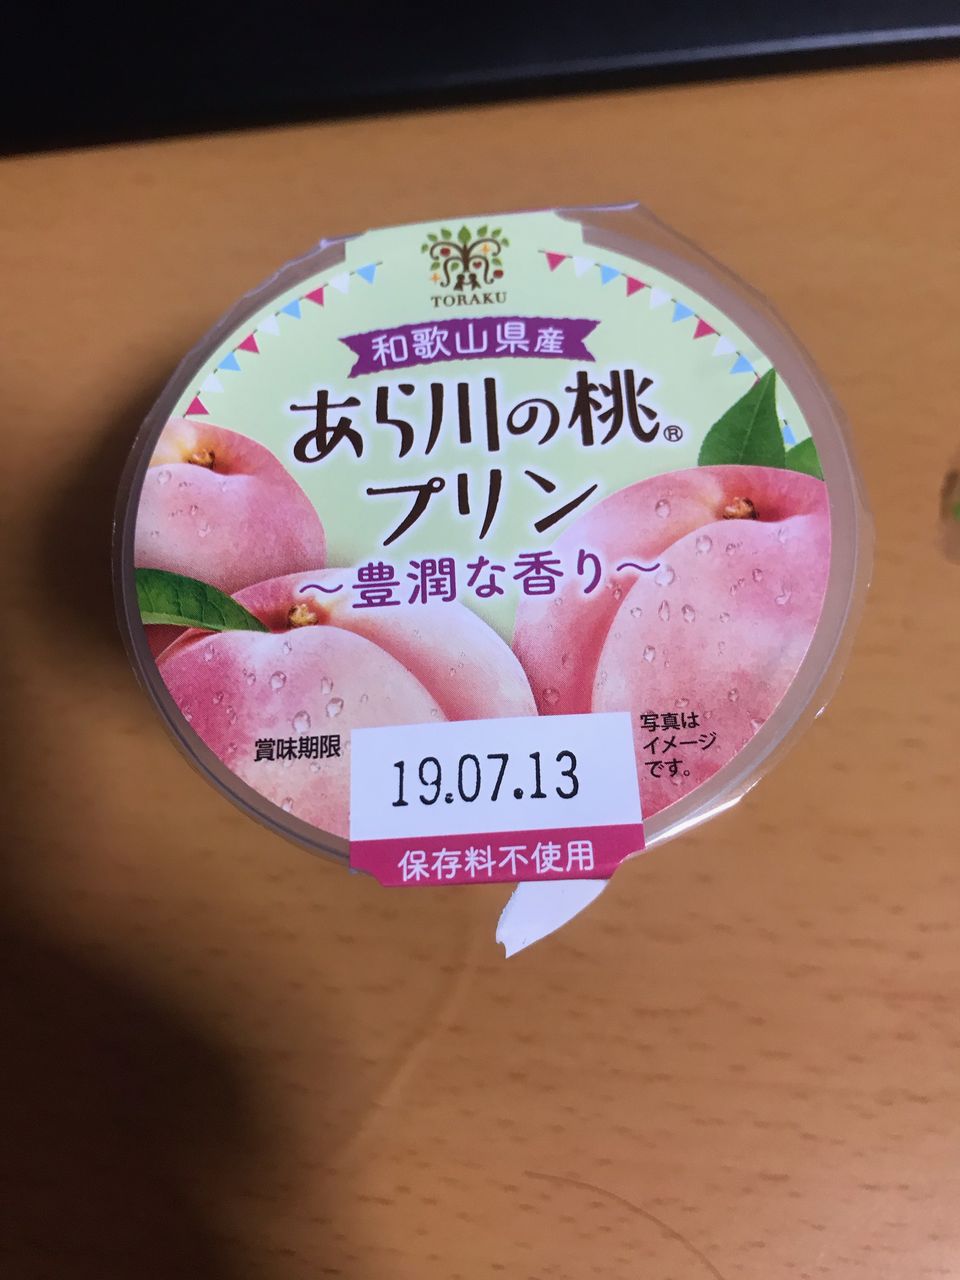 TORAKU
和歌山県産
あら川の桃®
プリン
～豊潤な香り～
賞味期限
19.07.13
写真は
イメージ
です。
保存料不使用